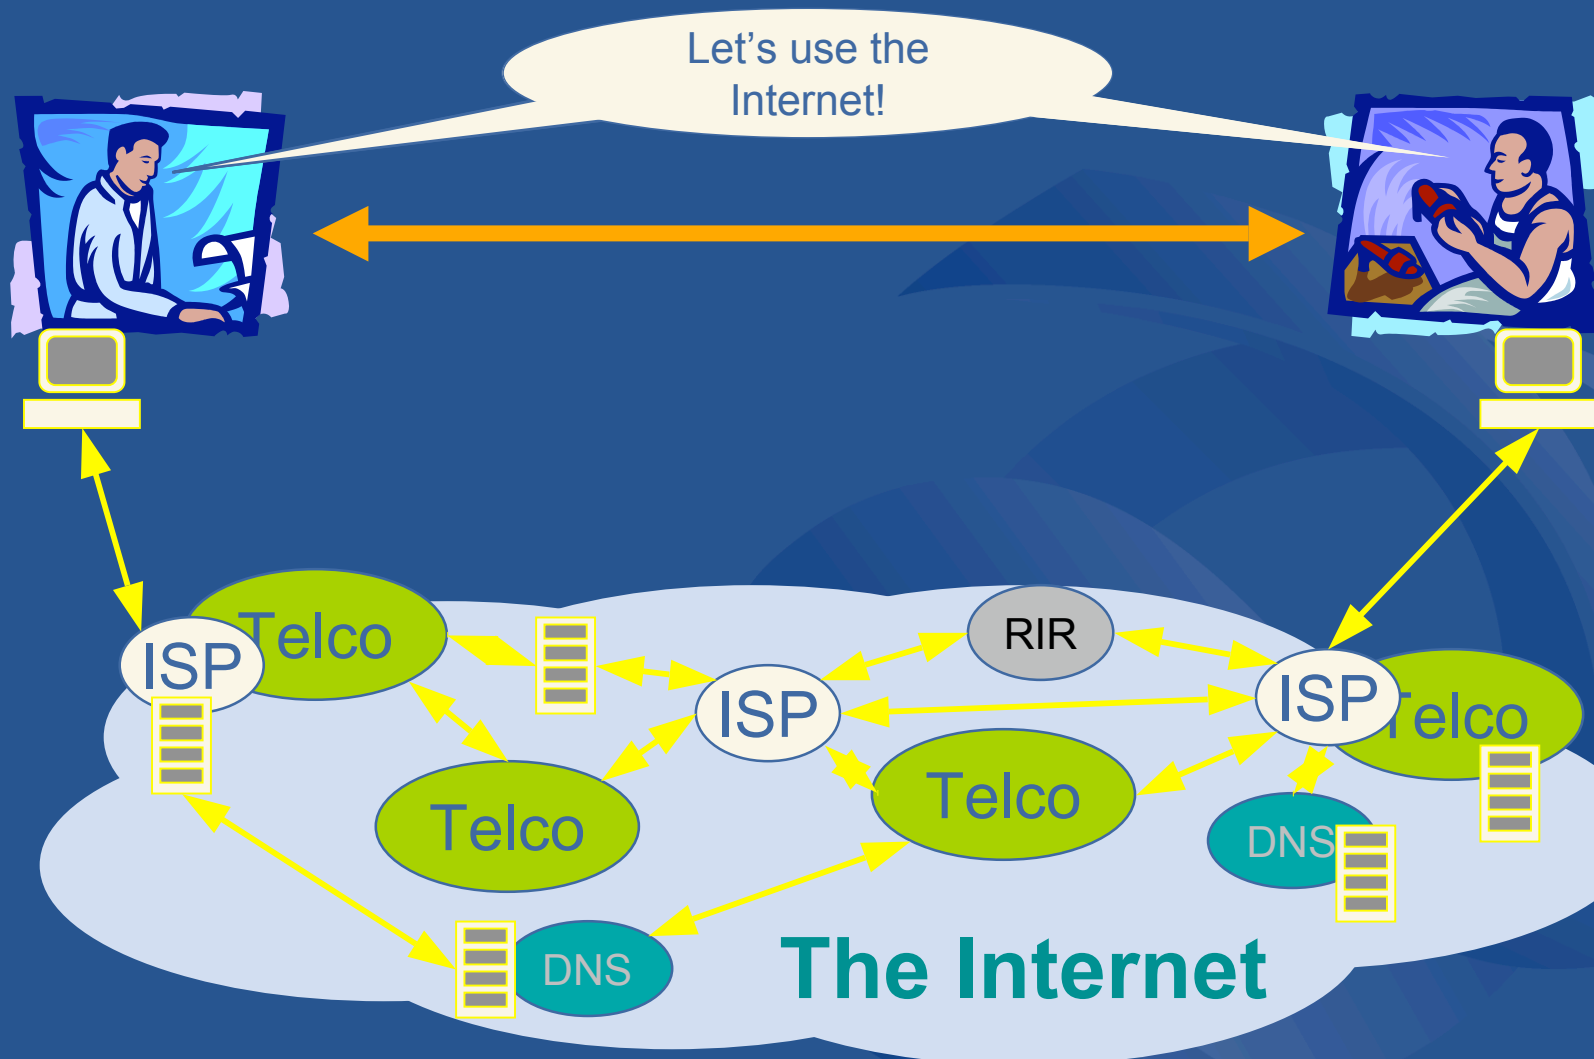 Let’s use the
Internet!
Telco
ISP
RIR
ISP
ISP
Telco
Telco
Telco
DNS
DNS
The Internet